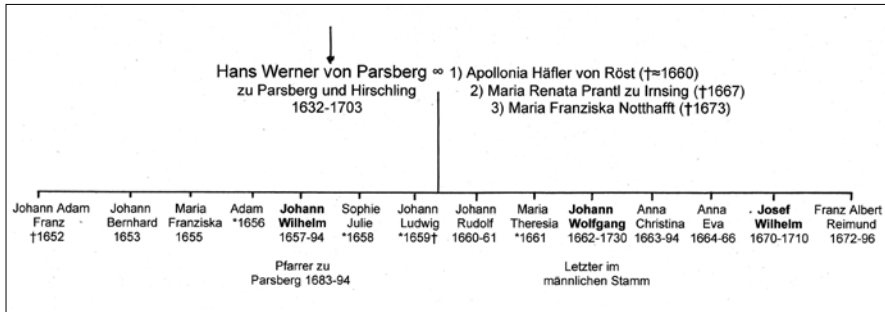 Hans Werner von Parsberg ∞ 1) Apollonia Häfler von Röst (†≈1660)
zu Parsberg und Hirschling 2) Maria Renata Prantl zu Irnsing (†1667)
1632-1703 3) Maria Franziska Notthafft (†1673)
Johann Adam Johann Maria Adam Johann Sophie Johann Johann Maria Johann Anna Anna Josef Franz Albert
Franz Bernhard Franziska *1656 Wilhelm Julie Ludwig Rudolf Theresia Wolfgang Christina Eva Wilhelm Reimund
†1652 1653 1655 1657-94 *1658 *1659† 1660-61 *1661 1662-1730 1663-94 1664-66 1670-1710 1672-96
Pfarrer zu Letzter im
Parsberg 1683-94 männlichen Stamm